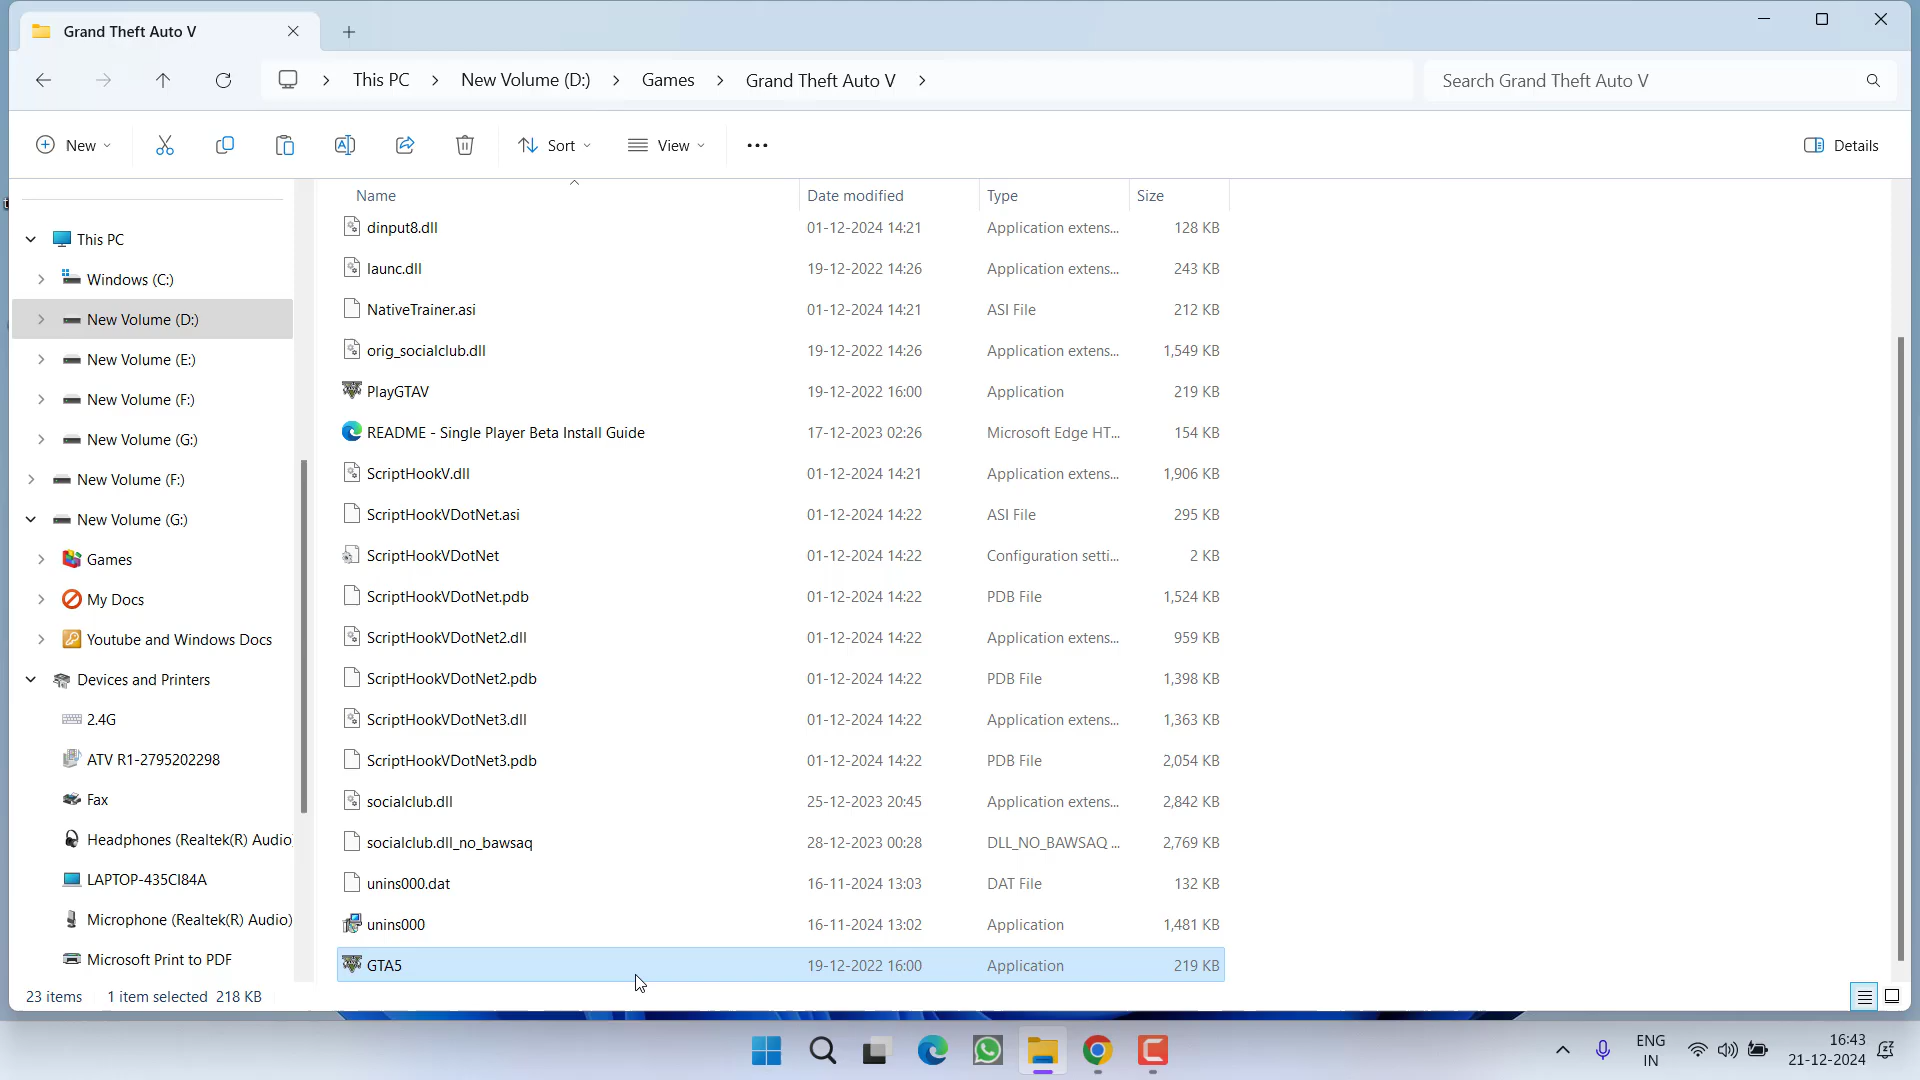 Grand Theft Auto V
This PC
New Volume (D:)
Games
Grand Theft Auto V
Search Grand Theft Auto V
New
Sort
View
Details
This PC
Windows (C:)
New Volume (D:)
New Volume (E:)
New Volume (F:)
New Volume (G:)
New Volume (F:)
New Volume (G:)
Games
My Docs
Youtube and Windows Docs
Devices and Printers
2.4G
ATV R1-2795202298
Fax
Headphones (Realtek(R) Audio)
LAPTOP-435CI84A
Microphone (Realtek(R) Audio)
Microsoft Print to PDF
Name Date modified Type Size
dinput8.dll 01-12-2024 14:21 Application extens... 128 KB
launc.dll 19-12-2022 14:26 Application extens... 243 KB
NativeTrainer.asi 01-12-2024 14:21 ASI File 212 KB
orig_socialclub.dll 19-12-2022 14:26 Application extens... 1,549 KB
PlayGTAV 19-12-2022 16:00 Application 219 KB
README - Single Player Beta Install Guide 17-12-2023 02:26 Microsoft Edge HT... 154 KB
ScriptHookV.dll 01-12-2024 14:21 Application extens... 1,906 KB
ScriptHookVDotNet.asi 01-12-2024 14:22 ASI File 295 KB
ScriptHookVDotNet 01-12-2024 14:22 Configuration setti... 2 KB
ScriptHookVDotNet.pdb 01-12-2024 14:22 PDB File 1,524 KB
ScriptHookVDotNet2.dll 01-12-2024 14:22 Application extens... 959 KB
ScriptHookVDotNet2.pdb 01-12-2024 14:22 PDB File 1,398 KB
ScriptHookVDotNet3.dll 01-12-2024 14:22 Application extens... 1,363 KB
ScriptHookVDotNet3.pdb 01-12-2024 14:22 PDB File 2,054 KB
socialclub.dll 25-12-2023 20:45 Application extens... 2,842 KB
socialclub.dll_no_bawsaq 28-12-2023 00:28 DLL_NO_BAWSAQ ... 2,769 KB
unins000.dat 16-11-2024 13:03 DAT File 132 KB
unins000 16-11-2024 13:02 Application 1,481 KB
GTA5 19-12-2022 16:00 Application 219 KB
23 items 1 item selected 218 KB
ENG
IN
16:43
21-12-2024